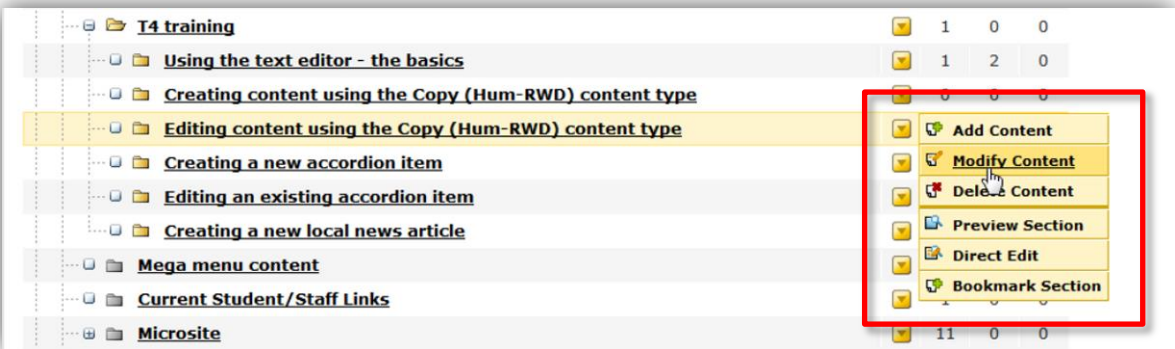 T4 training 1 0 0
Using the text editor - the basics 1 2 0
Creating content using the Copy (Hum-RWD) content type 0 0 0
Editing content using the Copy (Hum-RWD) content type Add Content
Creating a new accordion item Modify Content
Editing an existing accordion item Delete Content
Creating a new local news article Preview Section
Mega menu content Direct Edit
Current Student/Staff Links Bookmark Section
Microsite 11 0 0